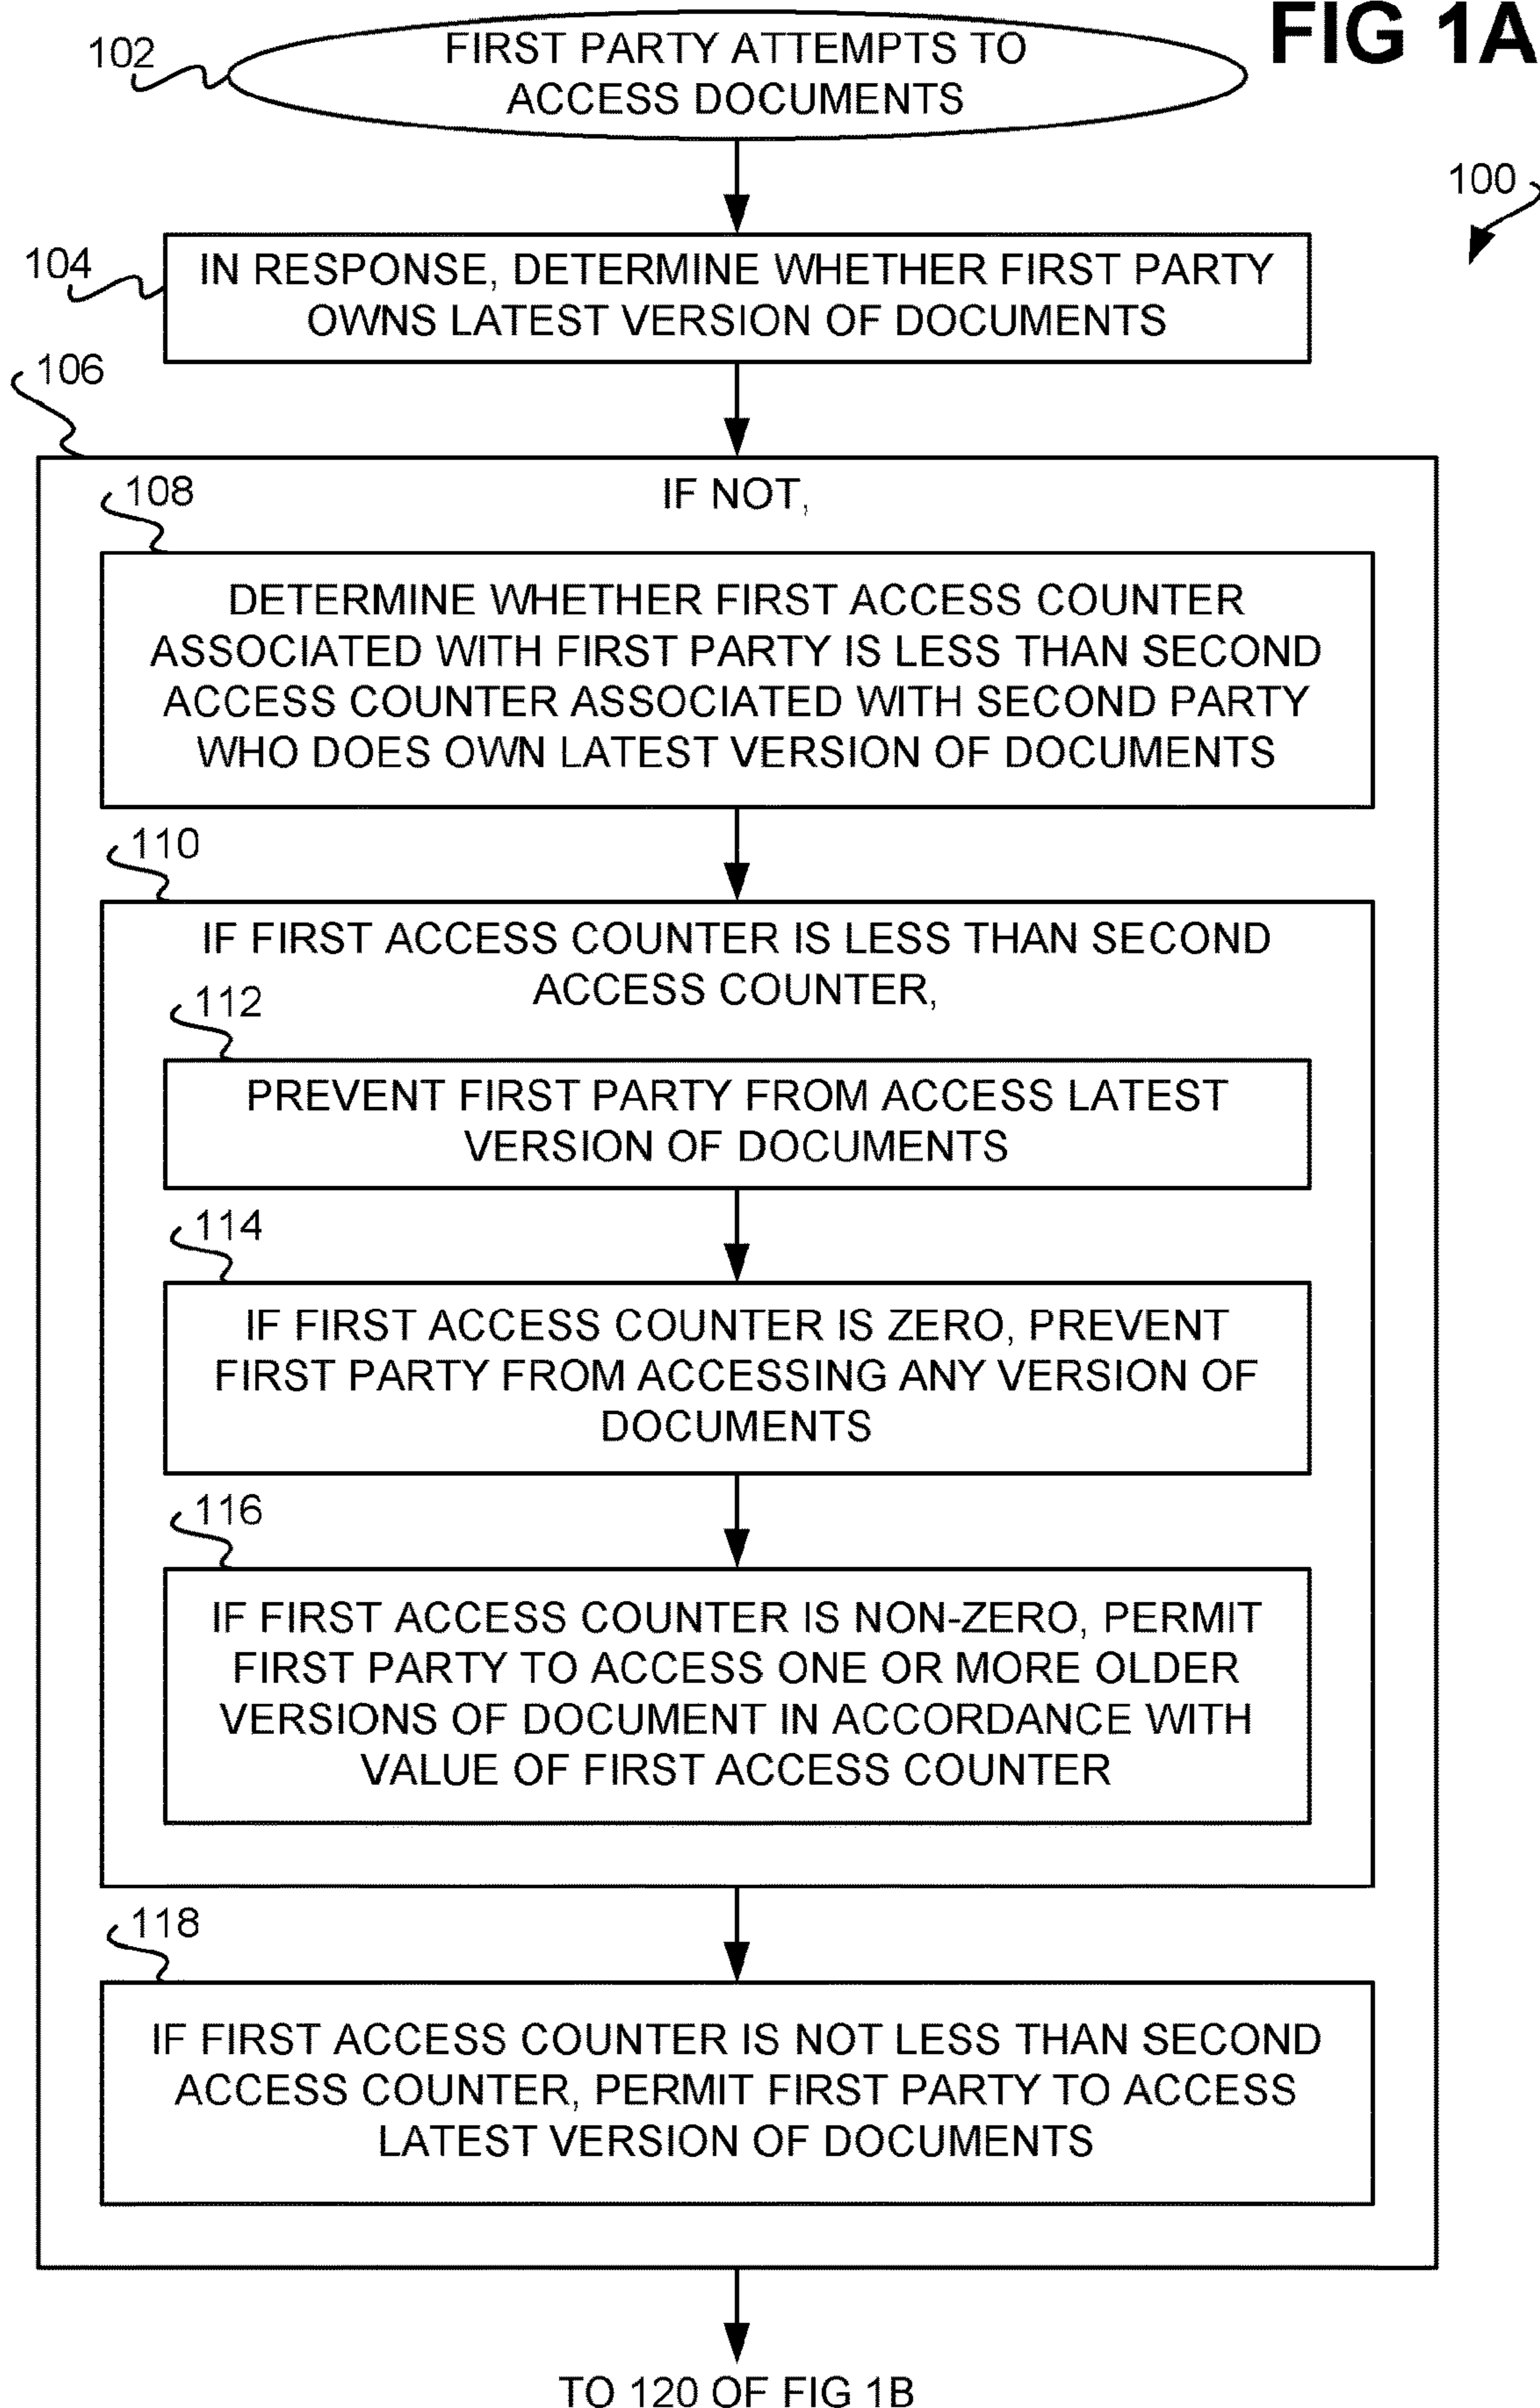 FIG 1A
102
FIRST PARTY ATTEMPTS TO
ACCESS DOCUMENTS
100
104
IN RESPONSE, DETERMINE WHETHER FIRST PARTY
OWNS LATEST VERSION OF DOCUMENTS
106
IF NOT,
108
DETERMINE WHETHER FIRST ACCESS COUNTER
ASSOCIATED WITH FIRST PARTY IS LESS THAN SECOND
ACCESS COUNTER ASSOCIATED WITH SECOND PARTY
WHO DOES OWN LATEST VERSION OF DOCUMENTS
110
IF FIRST ACCESS COUNTER IS LESS THAN SECOND
ACCESS COUNTER,
112
PREVENT FIRST PARTY FROM ACCESS LATEST
VERSION OF DOCUMENTS
114
IF FIRST ACCESS COUNTER IS ZERO, PREVENT
FIRST PARTY FROM ACCESSING ANY VERSION OF
DOCUMENTS
116
IF FIRST ACCESS COUNTER IS NON-ZERO, PERMIT
FIRST PARTY TO ACCESS ONE OR MORE OLDER
VERSIONS OF DOCUMENT IN ACCORDANCE WITH
VALUE OF FIRST ACCESS COUNTER
118
IF FIRST ACCESS COUNTER IS NOT LESS THAN SECOND
ACCESS COUNTER, PERMIT FIRST PARTY TO ACCESS
LATEST VERSION OF DOCUMENTS
TO 120 OF FIG 1B